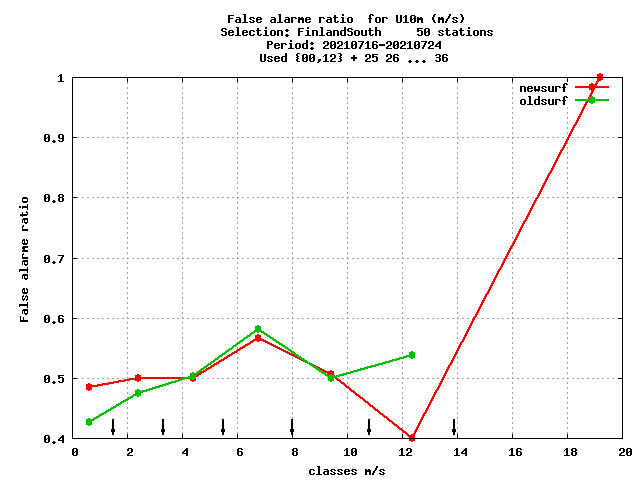 False alarme ratio  for U10m (m/s)
Selection: FinlandSouth     50 stations
Period: 20210716-20210724
Used {00,12} + 25 26 ... 36
newsurf
oldsurf
1
0.9
0.8
0.7
0.6
0.5
0.4
False alarme ratio
0 2 4 6 8 10 12 14 16 18 20
classes m/s